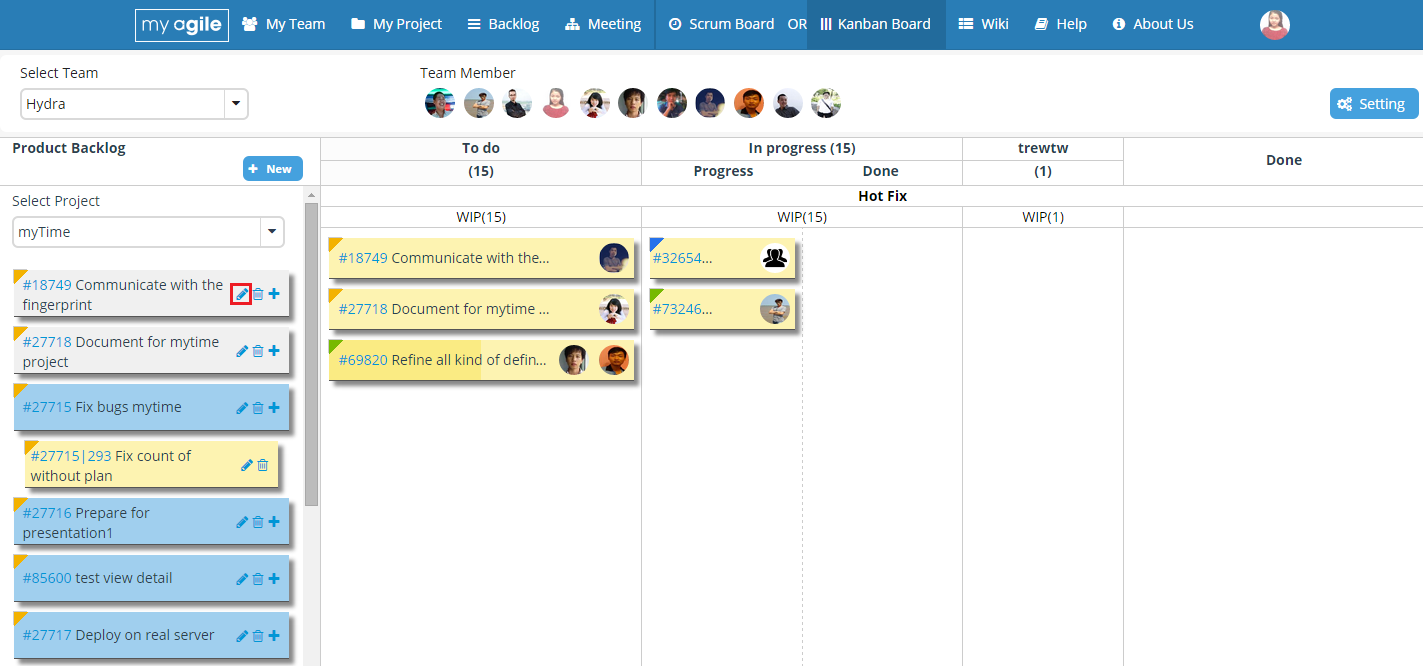 my agile My Team My Project Backlog Meeting Scrum Board OR Kanban Board Wiki Help About Us
Select Team
Team Member
Hydra
Setting
Product Backlog
New
To do
In progress (15)
trewtw
Done
(15)
Progress
Done
(1)
Hot Fix
Select Project
myTime
WIP(15)
WIP(15)
WIP(1)
#18749 Communicate with the
fingerprint
#27718 Document for mytime
project
#27715 Fix bugs mytime
#27715|293 Fix count of
without plan
#27716 Prepare for
presentation1
#85600 test view detail
#27717 Deploy on real server
#18749 Communicate with the...
#27718 Document for mytime ...
#69820 Refine all kind of defin...
#32654...
#73246...